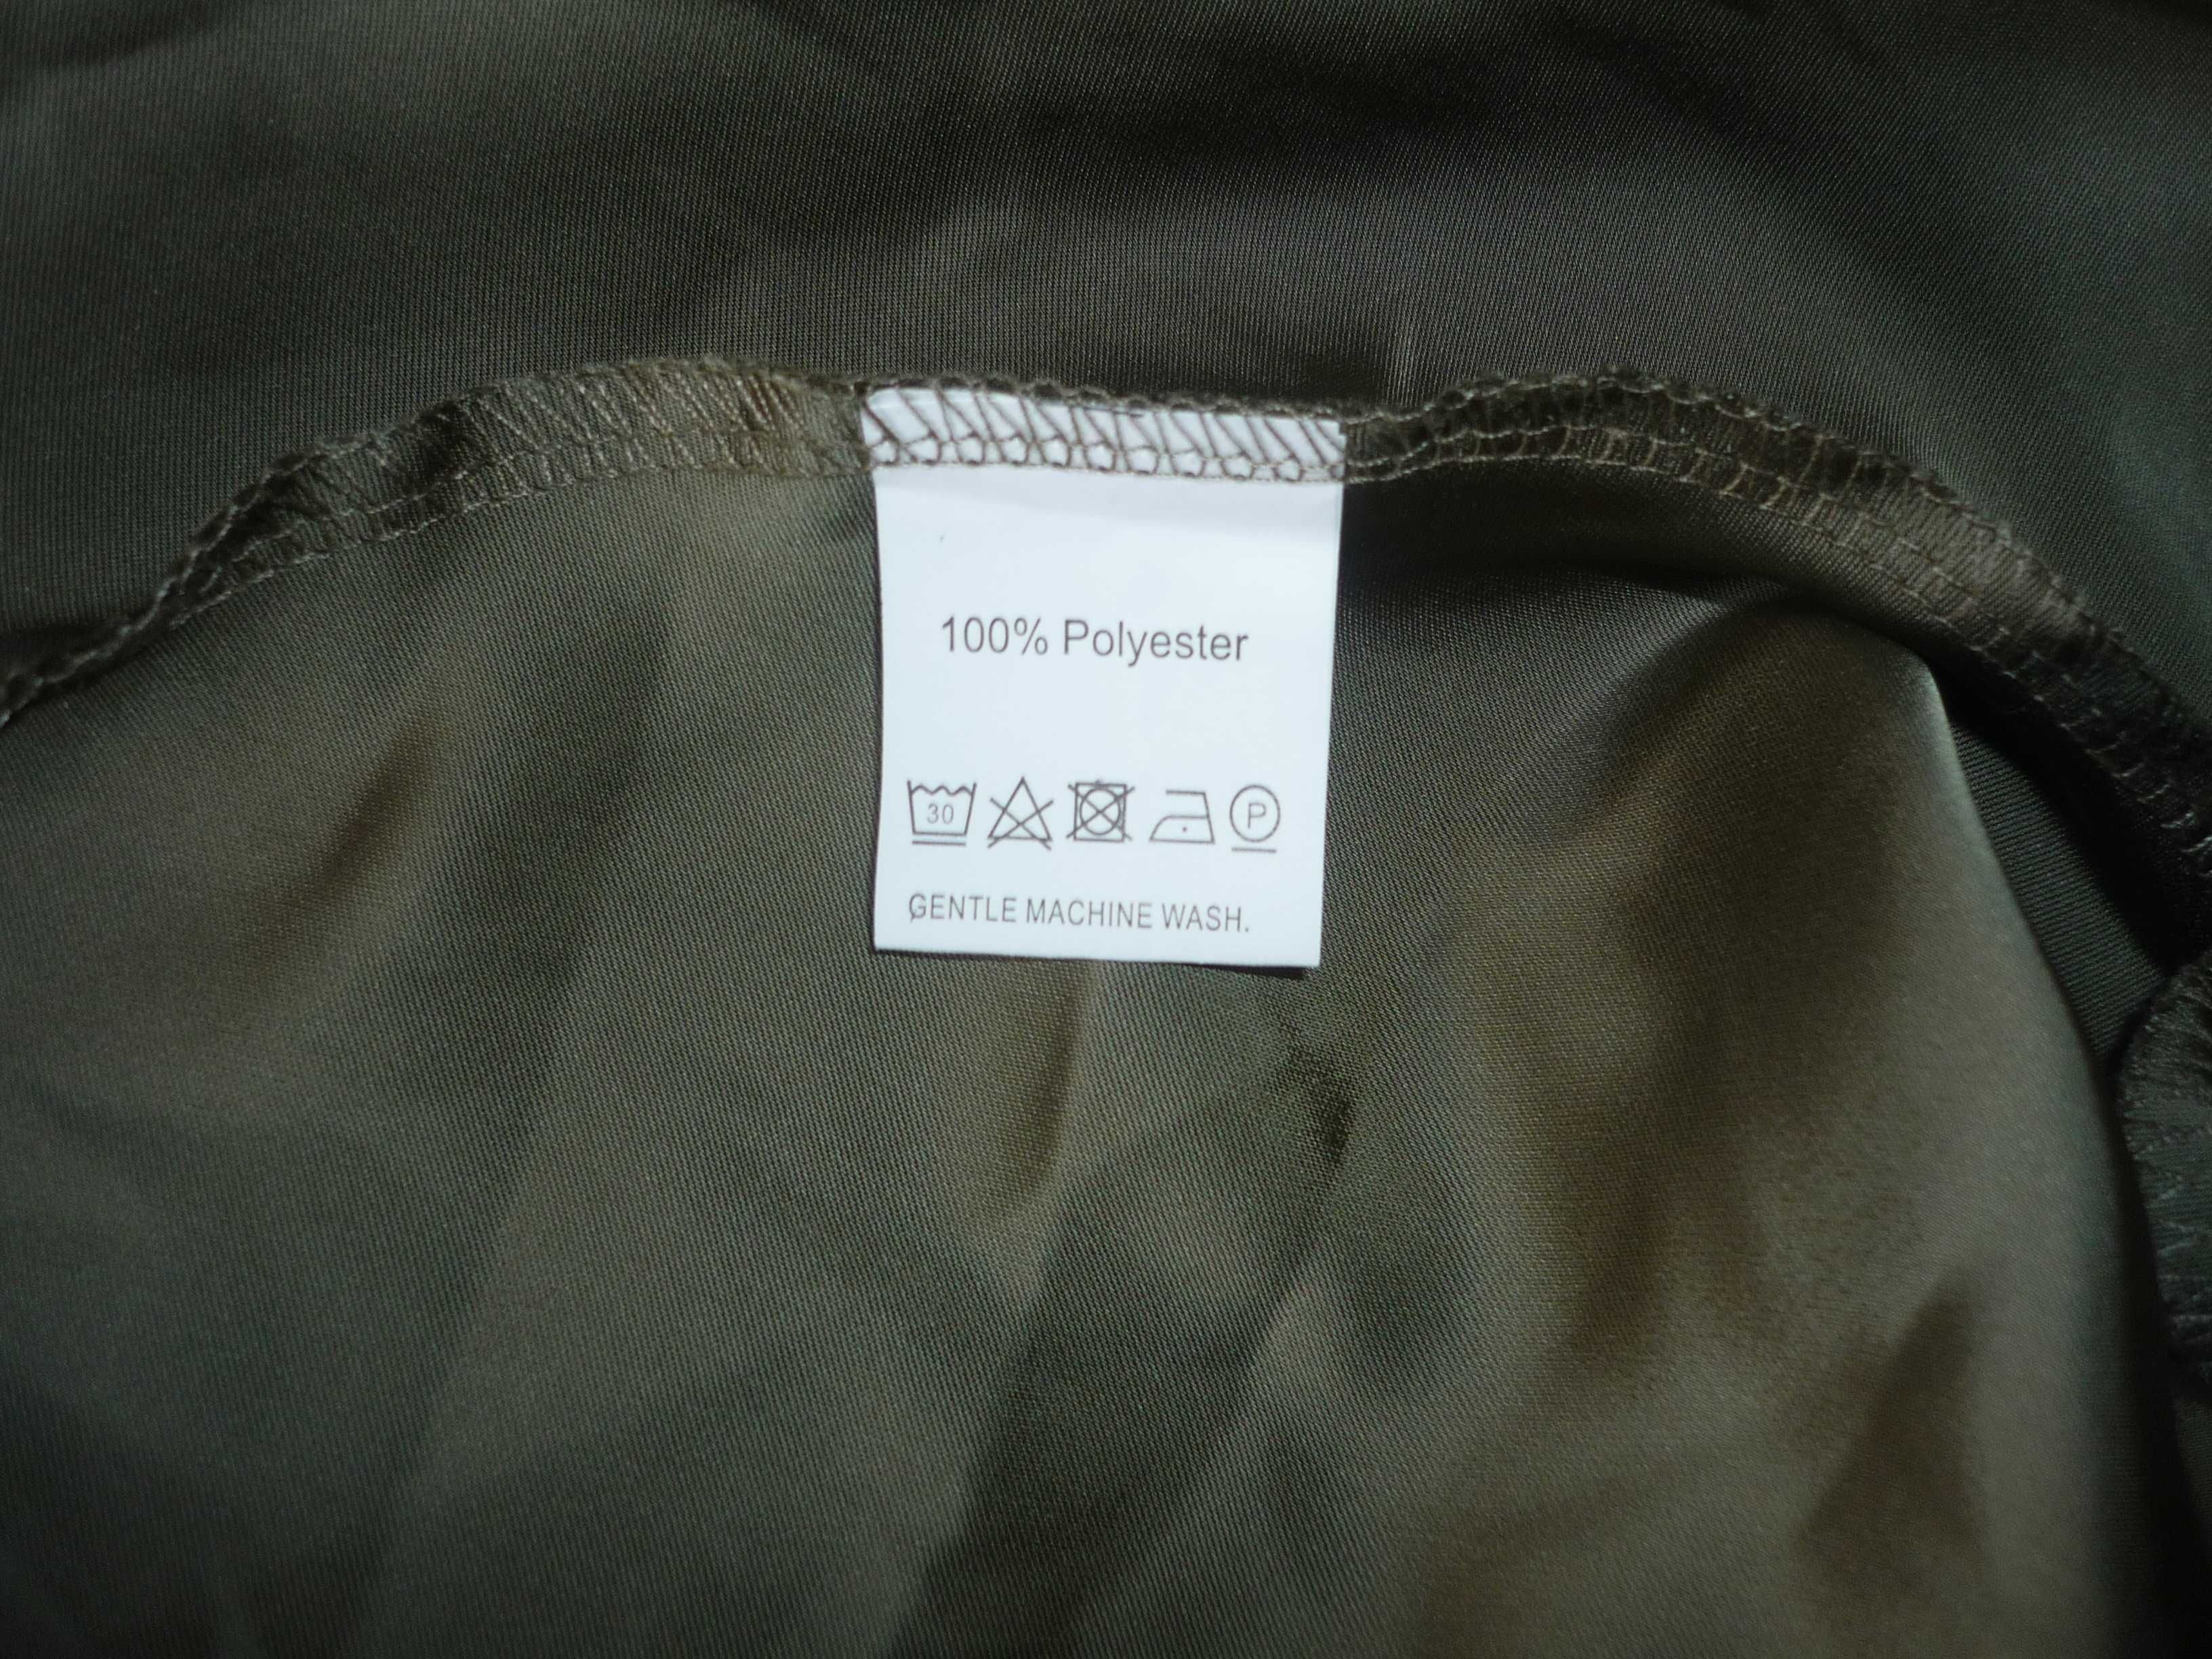 100% Polyester
30 P
GENTLE MACHINE WASH.